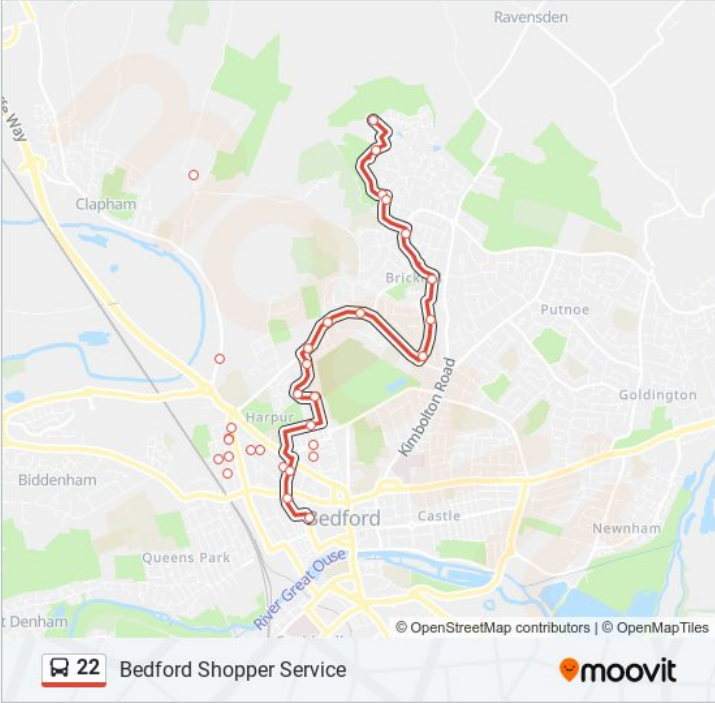 Ravensden
Clapham
Putnoe
Goldington
Kimbolton Road
Harpur
Biddenham
Bedford
Castle
Newnham
Queens Park
River Great Ouse
t Denham
© OpenStreetMap contributors | © OpenMapTiles
22 Bedford Shopper Service
moovit